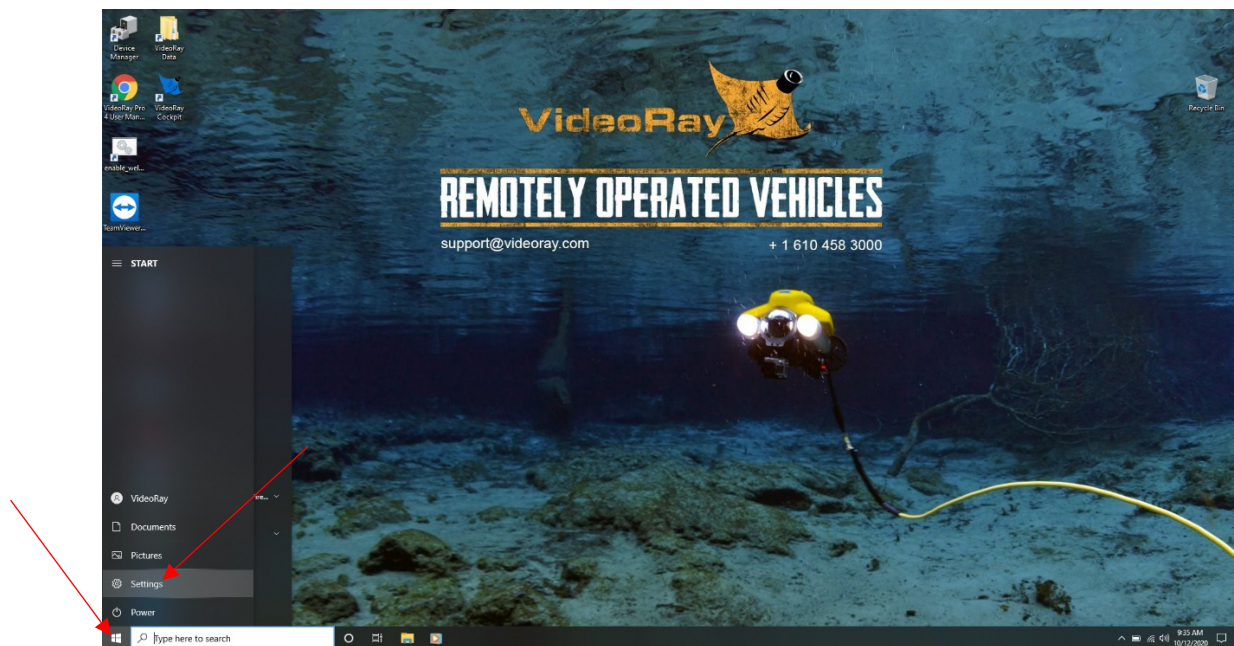 Device
Manager
VideoRay
Data
VideoRay Pro
4 User Man...
VideoRay
Cockpit
enable_wel...
TeamViewer...
Recycle Bin
VideoRay
REMOTELY OPERATED VEHICLES
support@videoray.com + 1 610 458 3000
START
VideoRay
ee...
Documents
Pictures
Settings
Power
Type here to search
9:35 AM
10/12/2020